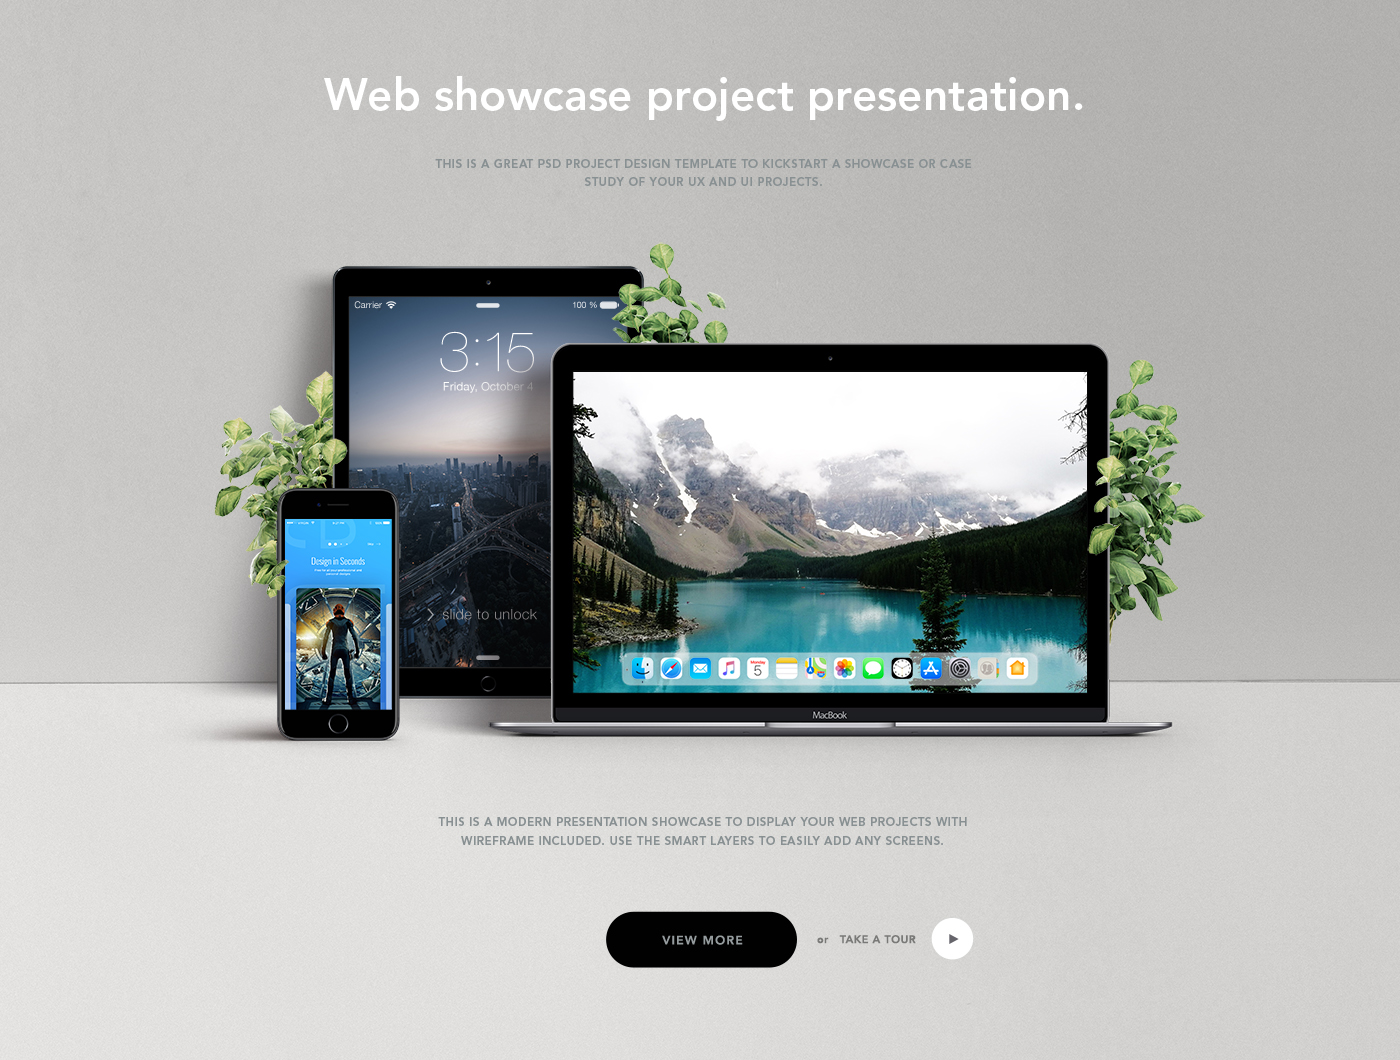 Web showcase project presentation.
THIS IS A GREAT PSD PROJECT DESIGN TEMPLATE TO KICKSTART A SHOWCASE OR CASE
STUDY OF YOUR UX AND UI PROJECTS.
Carrier
100 %
3:15
Friday, October 4
slide to unlock
Design in Seconds
Monday
5
MacBook
THIS IS A MODERN PRESENTATION SHOWCASE TO DISPLAY YOUR WEB PROJECTS WITH
WIREFRAME INCLUDED. USE THE SMART LAYERS TO EASILY ADD ANY SCREENS.
VIEW MORE
or TAKE A TOUR